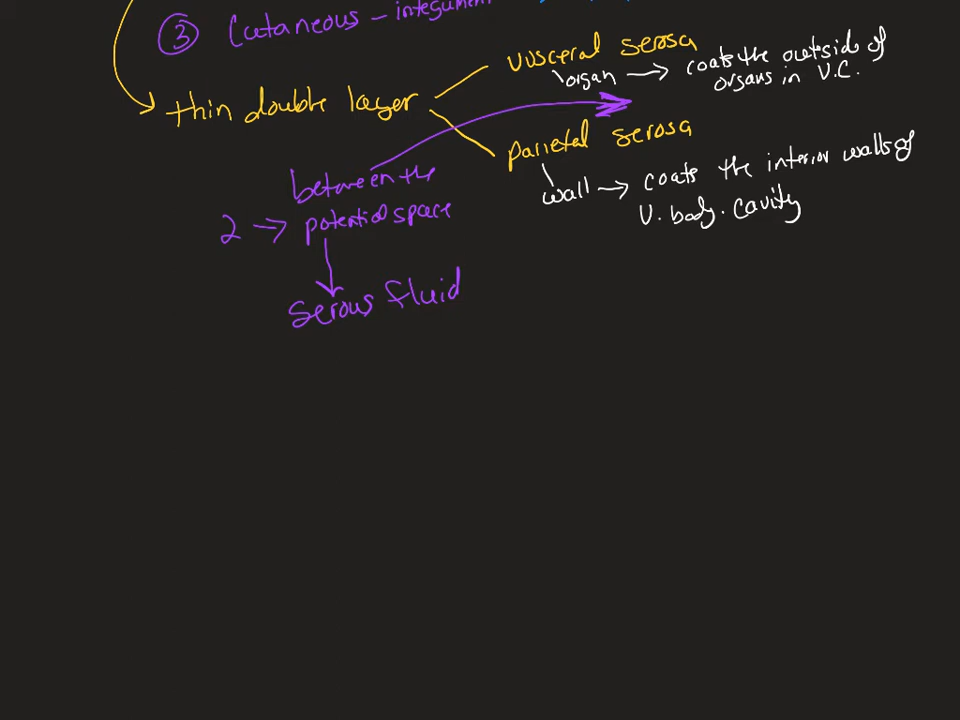 ③ Cutaneous - integument
thin double layer
visceral serosa
organ → coats the outside of
organs in V.C.
parietal serosa
wall → coats the interior walls of
V. body. cavity
between the
2 → potential space
Serous fluid